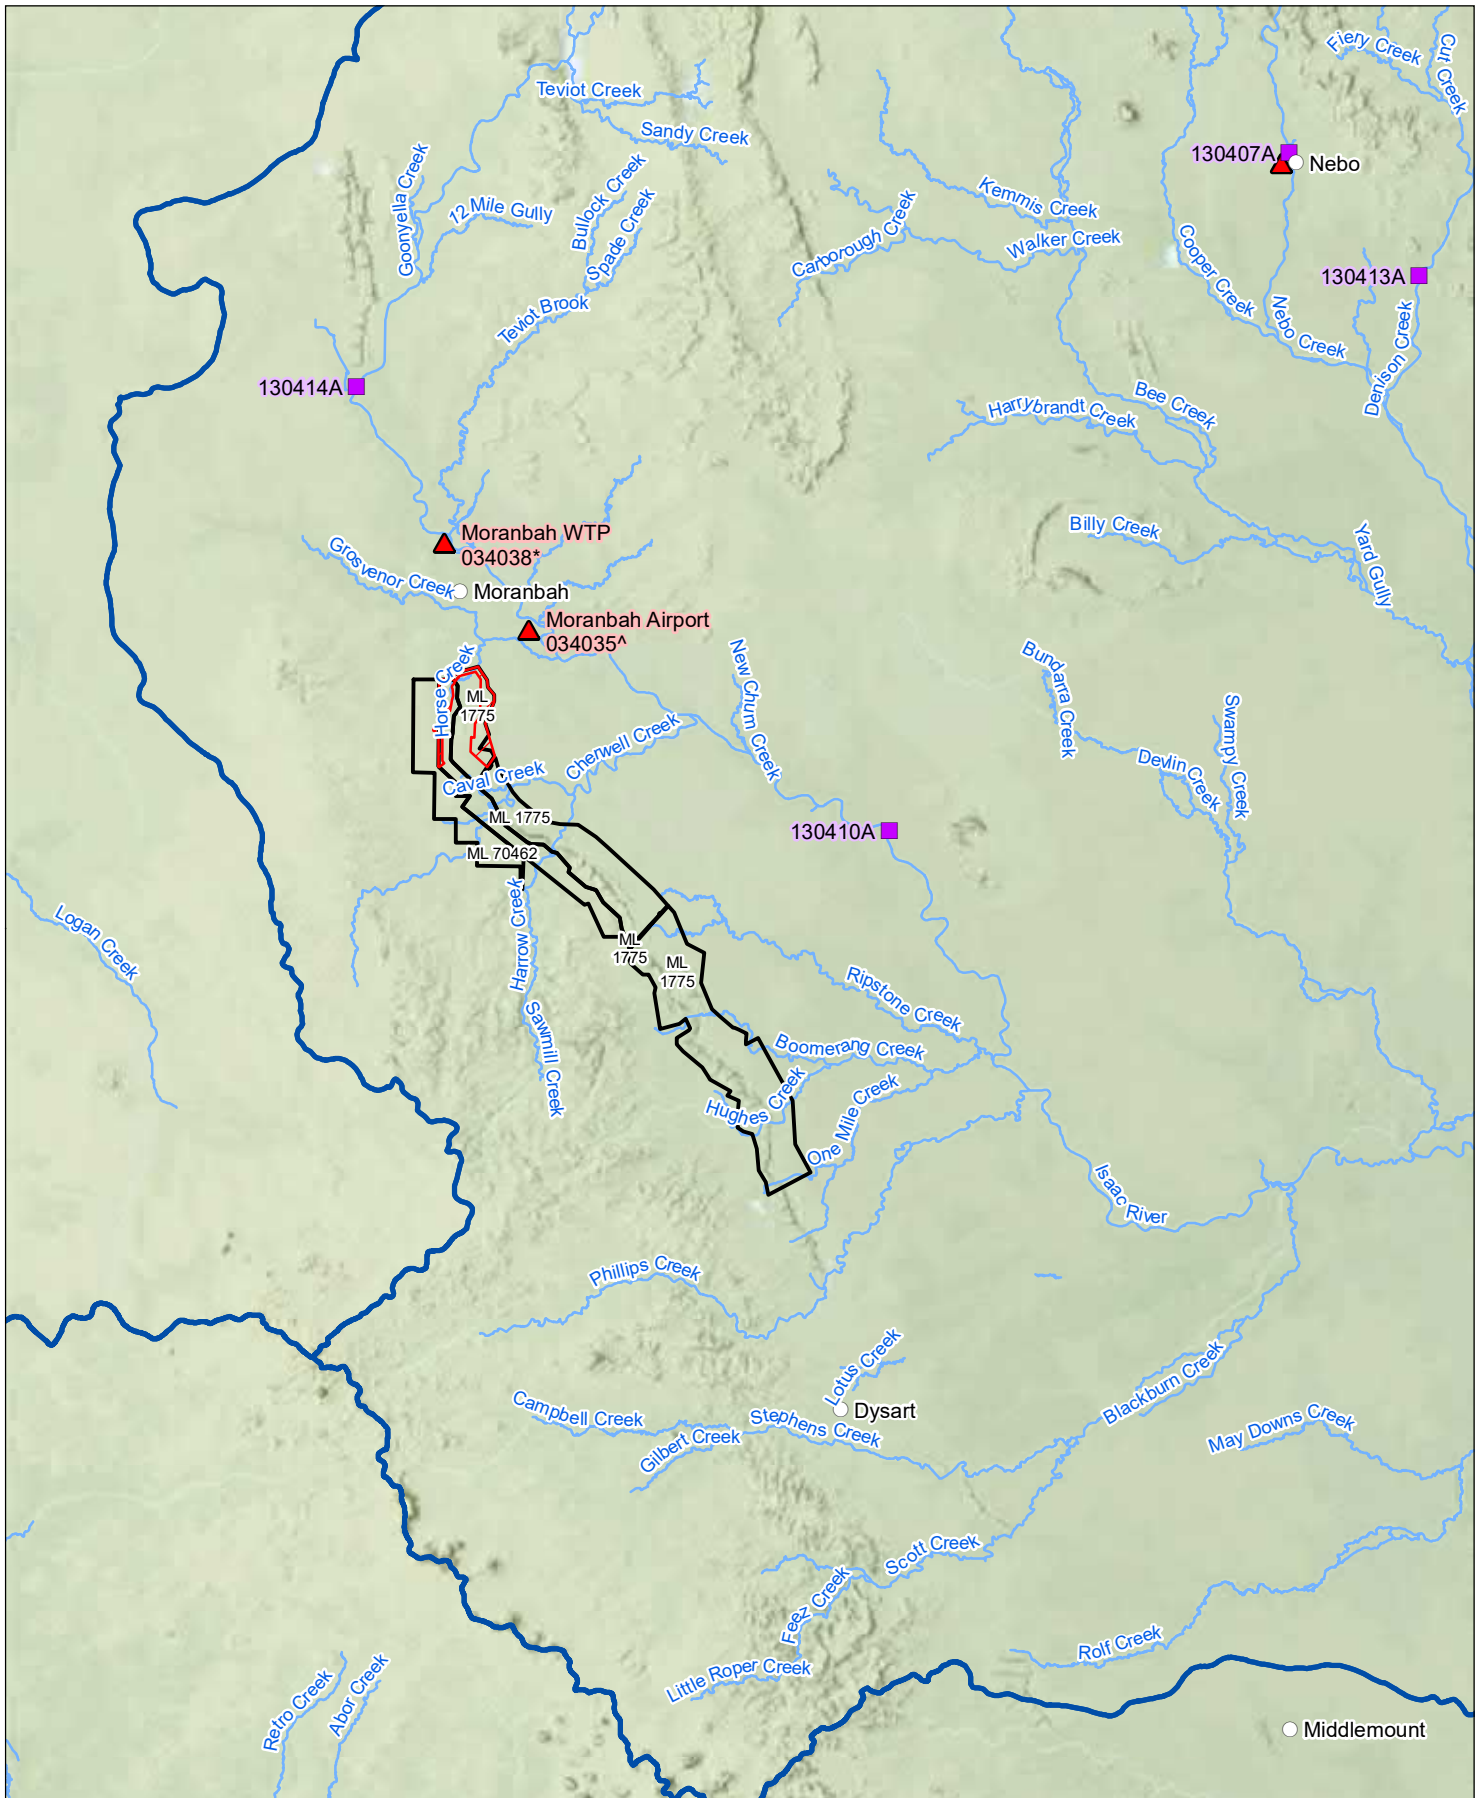 Fiery Creek
Cut Creek
Teviot Creek
Sandy Creek
130407A
Nebo
Goonyella Creek
12 Mile Gully
Bullock Creek
Spade Creek
Kemmis Creek
Carborough Creek
Walker Creek
Cooper Creek
130413A
Teviot Brook
Nebo Creek
Denison Creek
130414A
Harrybrandt Creek
Bee Creek
Moranbah WTP
034038*
Billy Creek
Yard Gully
Grosvenor Creek
Moranbah
Moranbah Airport
034035^
Horse Creek
ML
1775
New Chum Creek
Bundarra Creek
Swampy Creek
Cherwell Creek
Caval Creek
Devlin Creek
ML 1775
130410A
ML 70462
Logan Creek
Harrow Creek
ML
1775
ML
1775
Ripstone Creek
Sawmill Creek
Boomerang Creek
Hughes Creek
One Mile Creek
Isaac River
Phillips Creek
Lotus Creek
Dysart
Campbell Creek
Stephens Creek
Gilbert Creek
Blackburn Creek
May Downs Creek
Scott Creek
Feez Creek
Rolf Creek
Little Roper Creek
Retro Creek
Abor Creek
Middlemount